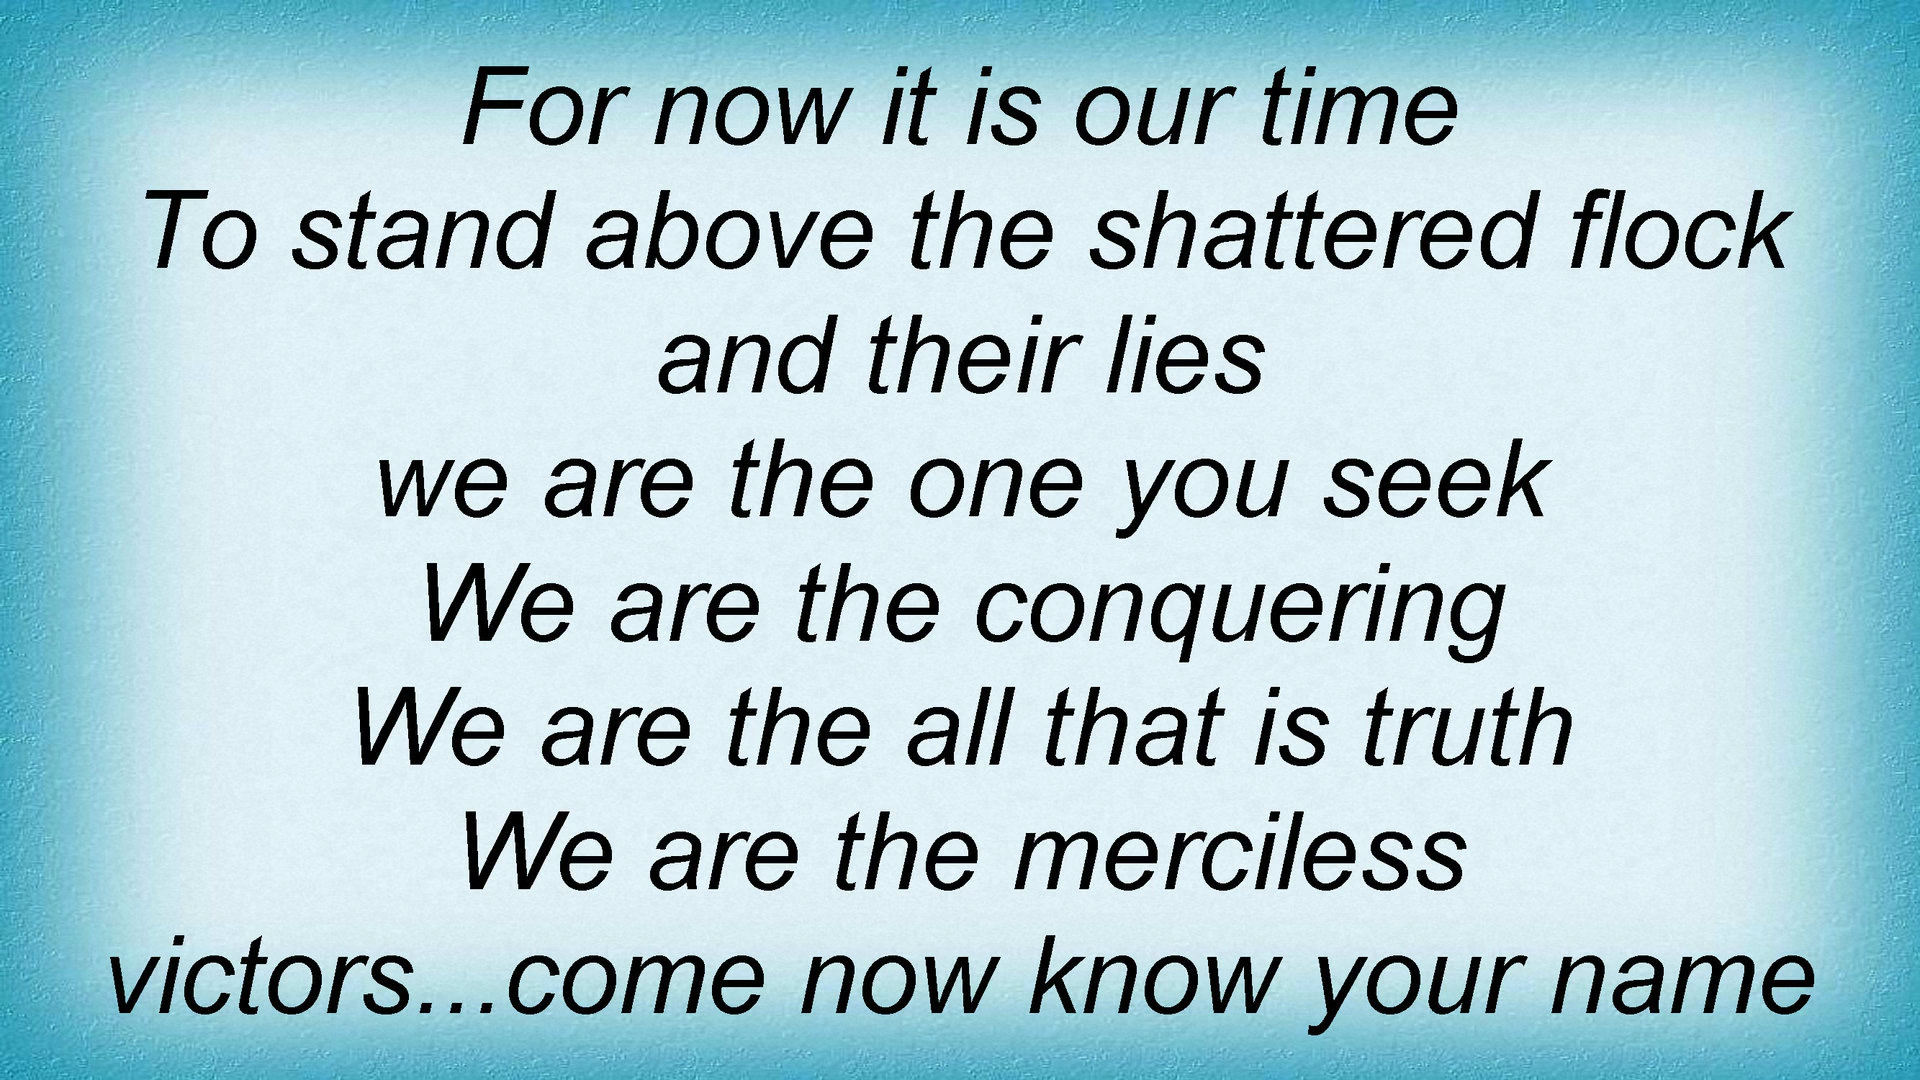 For now it is our time
To stand above the shattered flock
and their lies
we are the one you seek
We are the conquering
We are the all that is truth
We are the merciless
victors...come now know your name